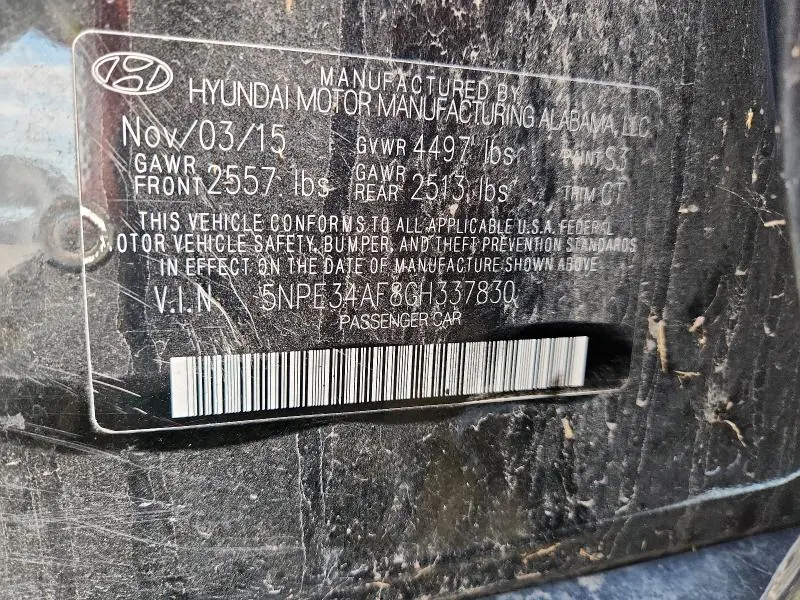 MANUFACTURED BY
HYUNDAI MOTOR MANUFACTURING ALABAMA, LLC
Nov/03/15 GVWR 4497 lbs PAINT S3
GAWR FRONT 2557 lbs GAWR REAR 2513 lbs TRIM CT
THIS VEHICLE CONFORMS TO ALL APPLICABLE U.S.A. FEDERAL
MOTOR VEHICLE SAFETY, BUMPER, AND THEFT PREVENTION STANDARDS
IN EFFECT ON THE DATE OF MANUFACTURE SHOWN ABOVE.
V.I.N. 5NPE34AF8GH337830
PASSENGER CAR